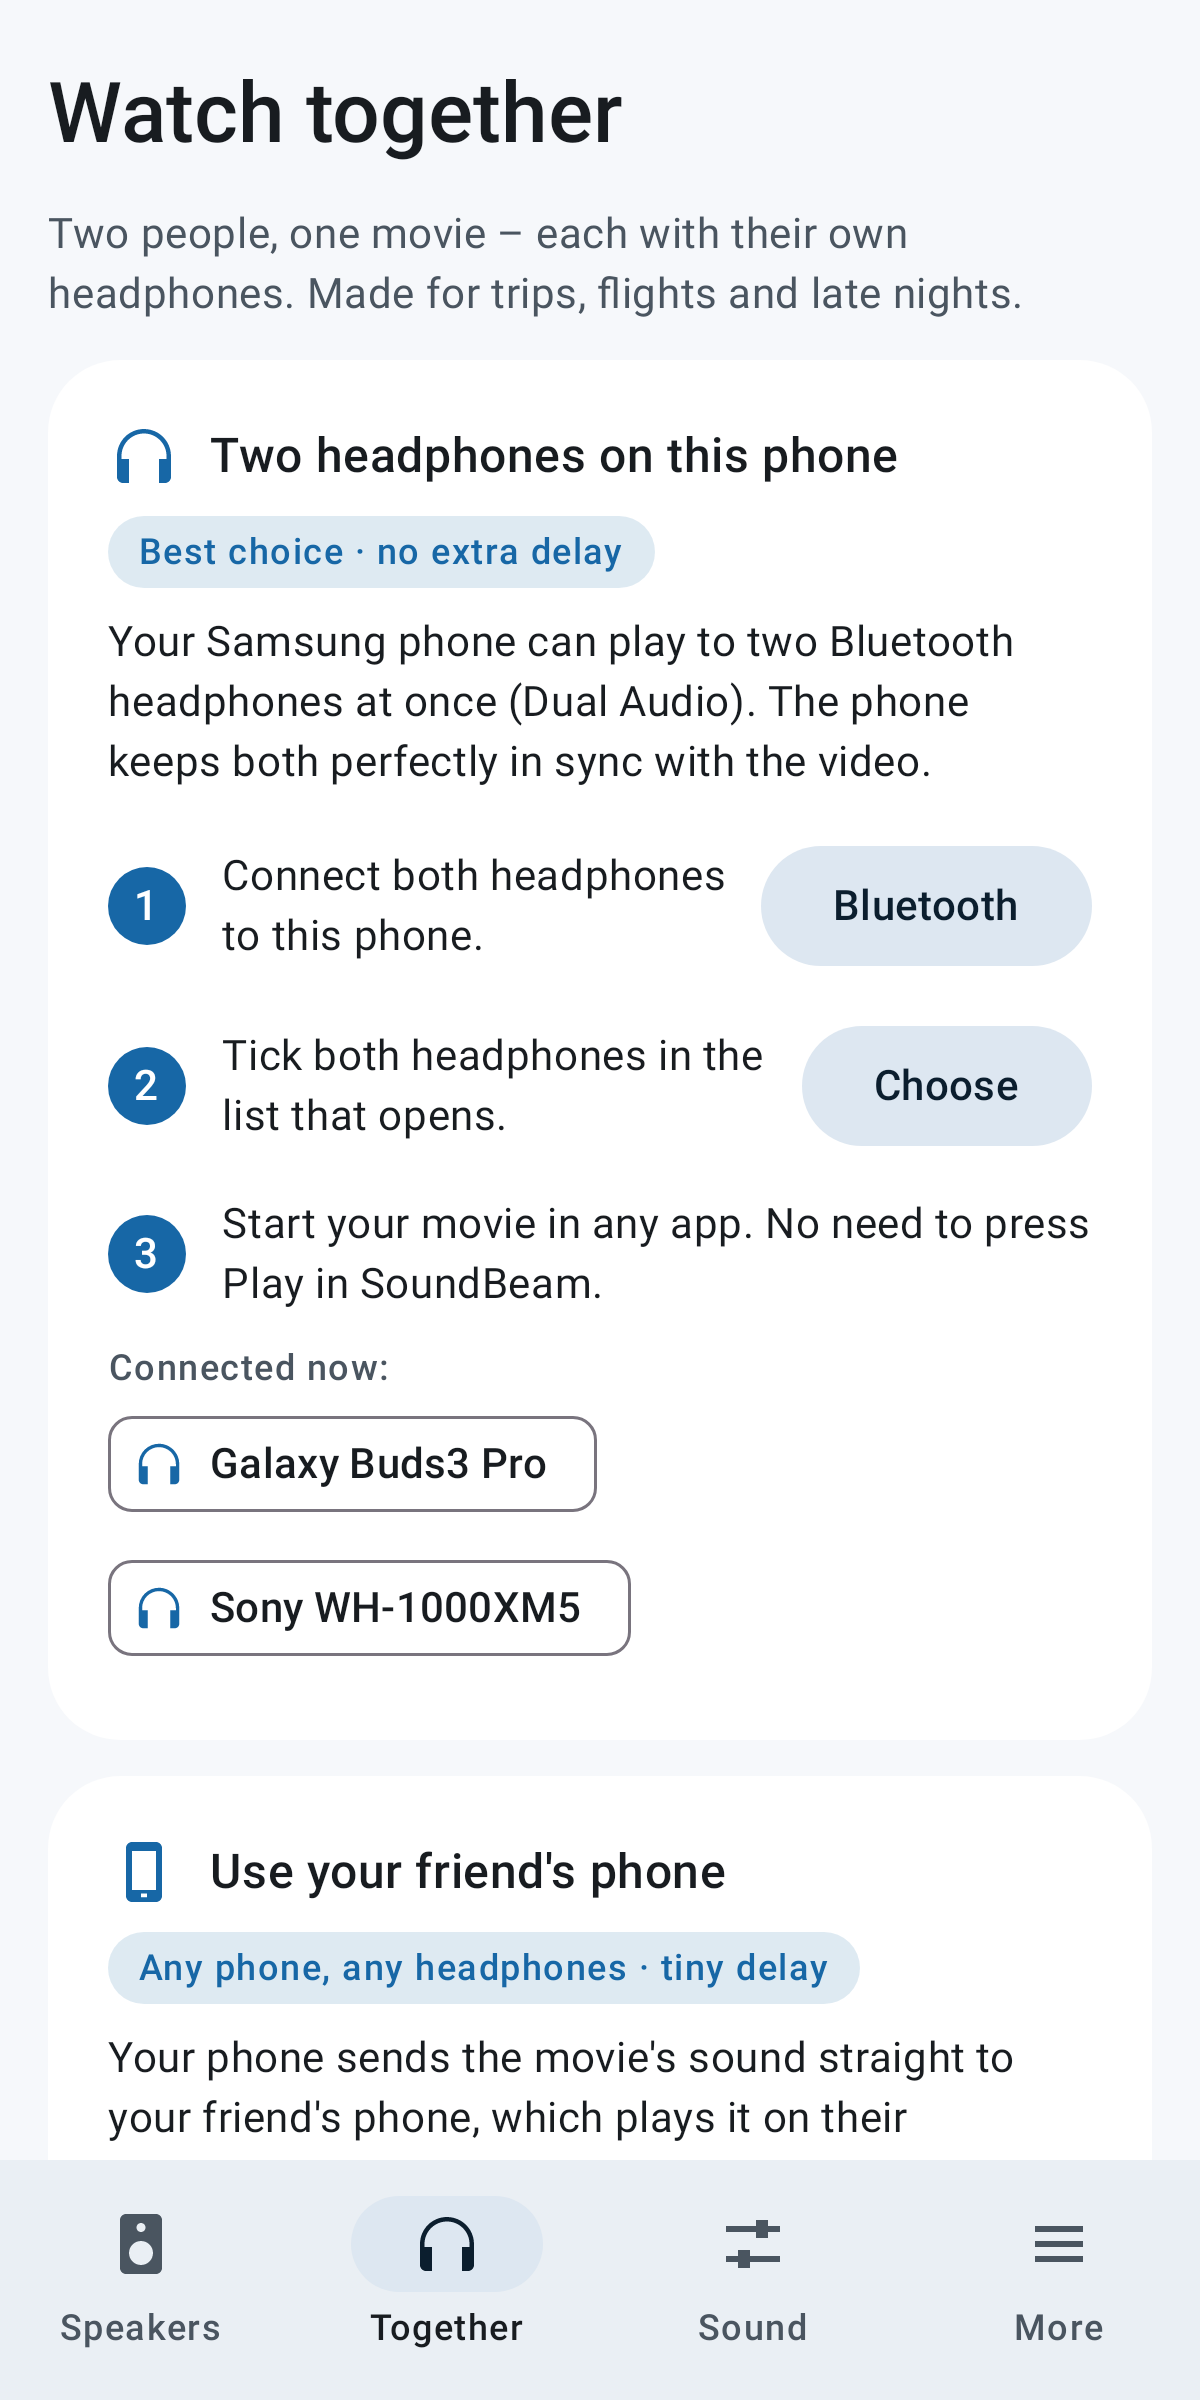 Watch together
Two people, one movie – each with their own
headphones. Made for trips, flights and late nights.
Two headphones on this phone
Best choice · no extra delay
Your Samsung phone can play to two Bluetooth
headphones at once (Dual Audio). The phone
keeps both perfectly in sync with the video.
1
Connect both headphones
to this phone.
Bluetooth
2
Tick both headphones in the
list that opens.
Choose
3
Start your movie in any app. No need to press
Play in SoundBeam.
Connected now:
Galaxy Buds3 Pro
Sony WH-1000XM5
Use your friend's phone
Any phone, any headphones · tiny delay
Your phone sends the movie's sound straight to
your friend's phone, which plays it on their
Speakers
Together
Sound
More